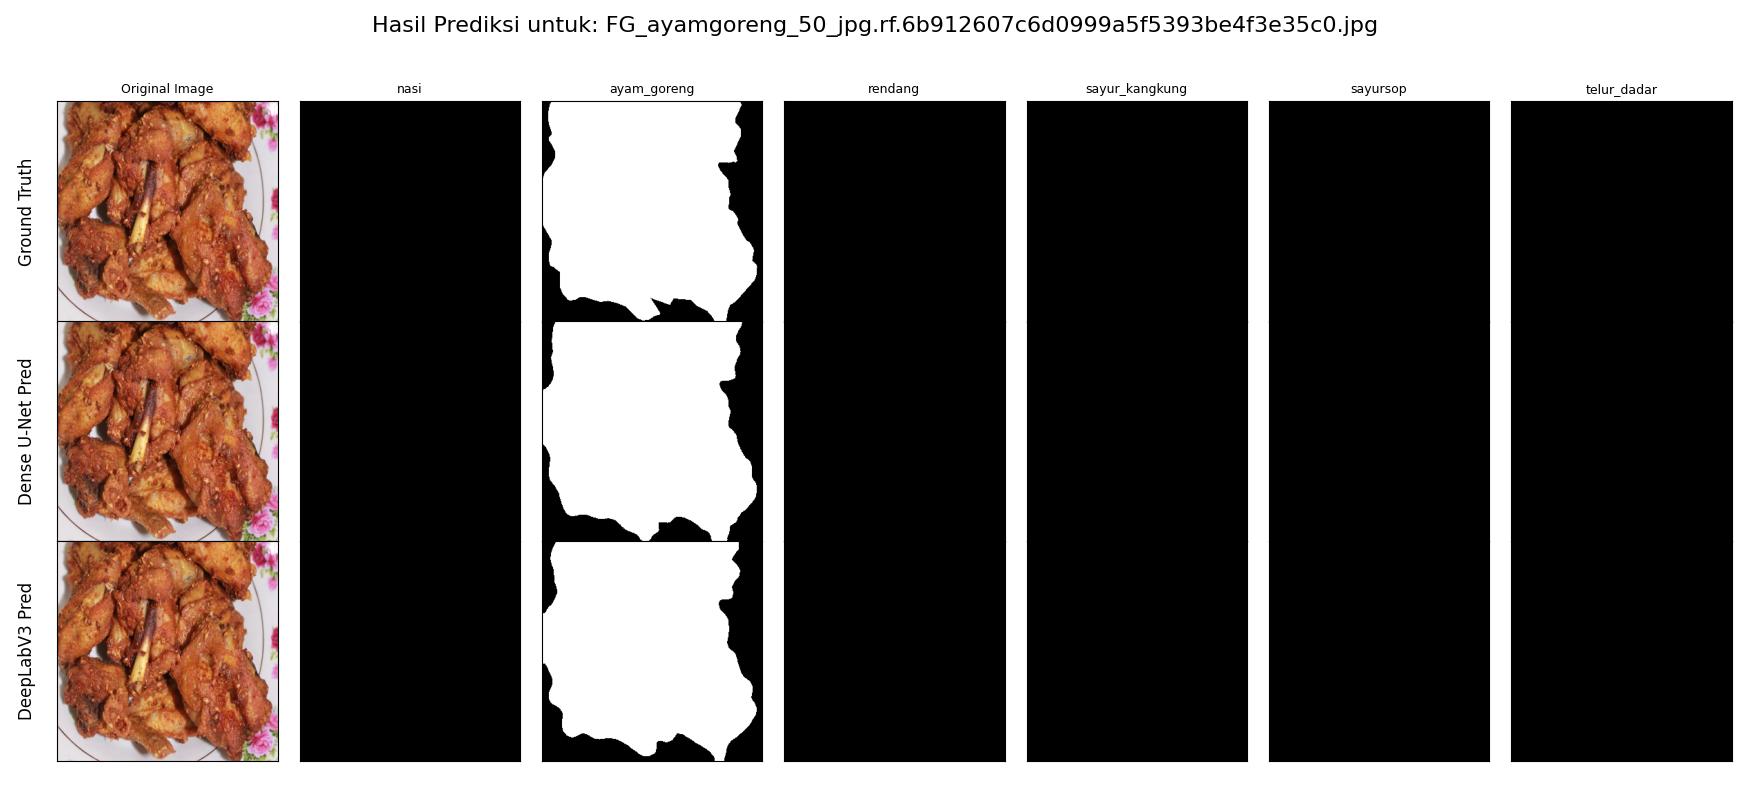 Hasil Prediksi untuk: FG_ayamgoreng_50_jpg.rf.6b912607c6d0999a5f5393be4f3e35c0.jpg
Original Image nasi ayam_goreng rendang sayur_kangkung sayursop telur_dadar
Ground Truth
Dense U-Net Pred
DeepLabV3 Pred